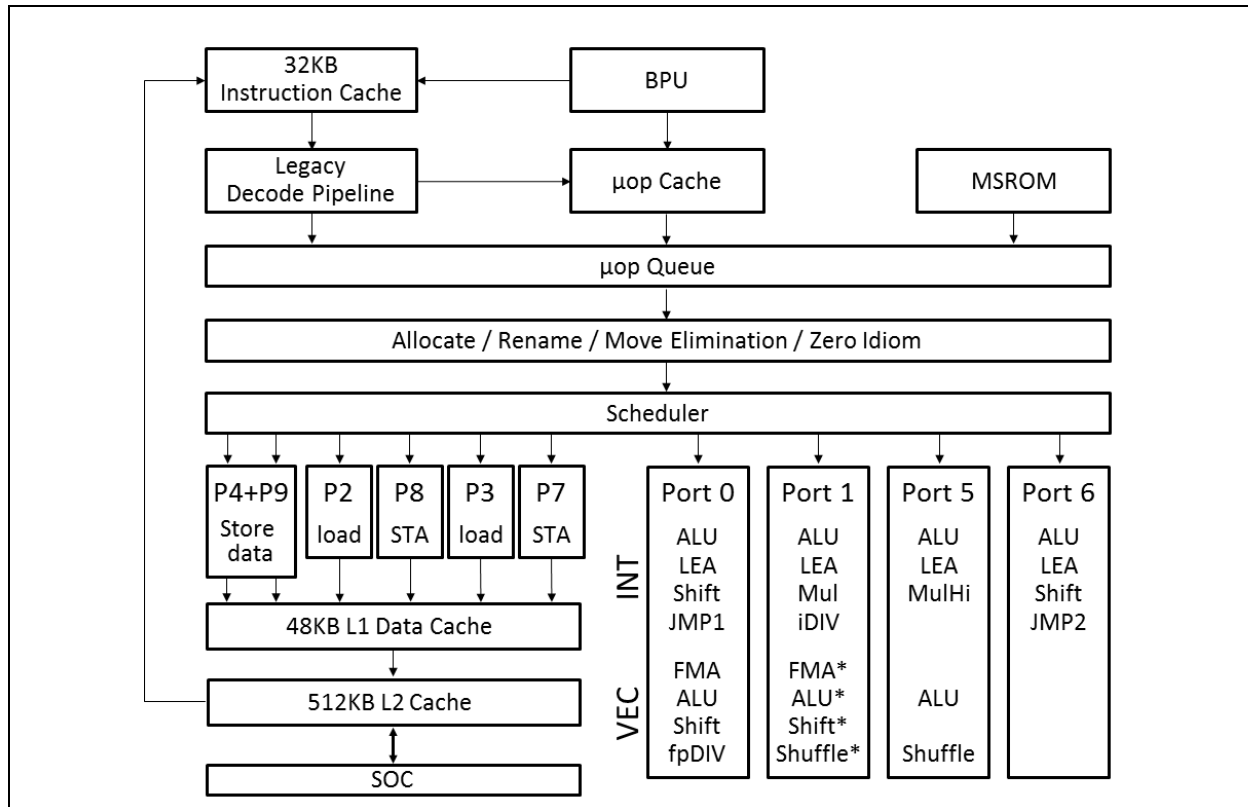 32KB
Instruction Cache
BPU
Legacy
Decode Pipeline
μop Cache
MSROM
μop Queue
Allocate / Rename / Move Elimination / Zero Idiom
Scheduler
P4+P9
Store
data
P2
load
P8
STA
P3
load
P7
STA
48KB L1 Data Cache
512KB L2 Cache
SOC
INT
VEC
Port 0
ALU
LEA
Shift
JMP1
FMA
ALU
Shift
fpDIV
Port 1
ALU
LEA
Mul
iDIV
FMA*
ALU*
Shift*
Shuffle*
Port 5
ALU
LEA
MulHi
ALU
Shuffle
Port 6
ALU
LEA
Shift
JMP2